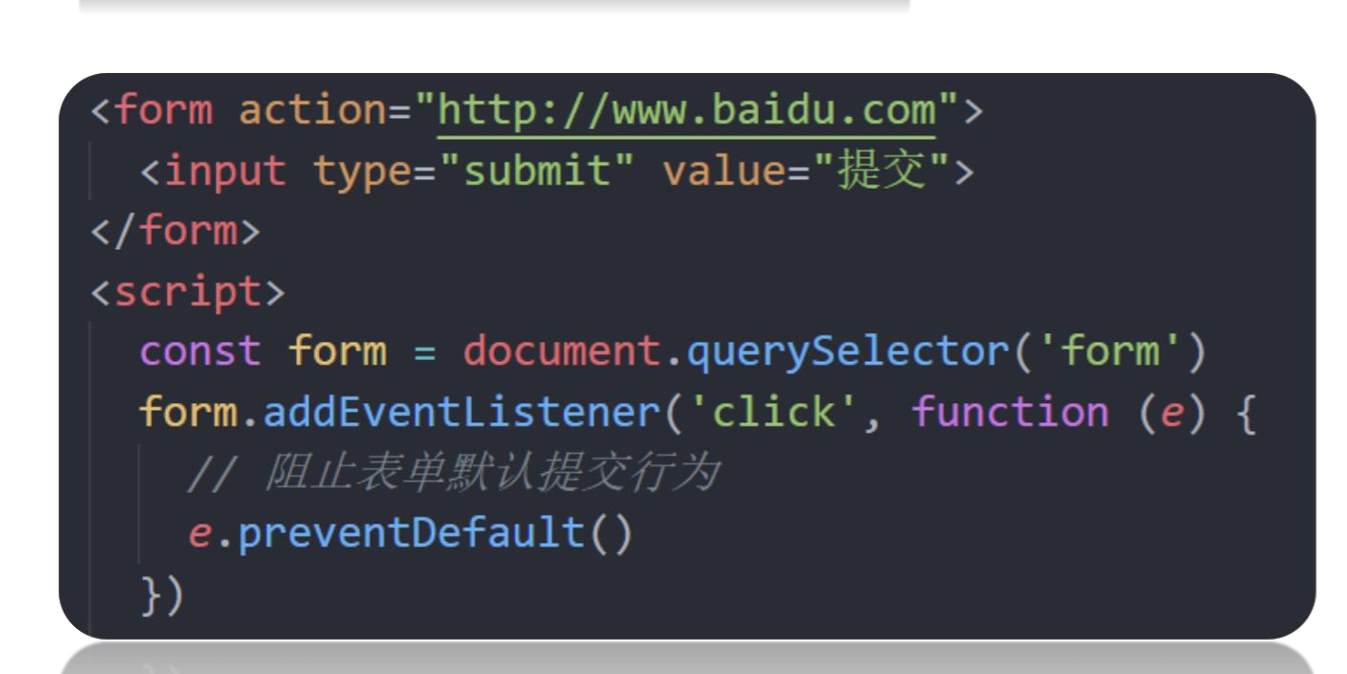 <form action="http://www.baidu.com">
<input type="submit" value="提交">
</form>
<script>
const form = document.querySelector('form')
form.addEventListener('click', function (e) {
// 阻止表单默认提交行为
e.preventDefault()
})